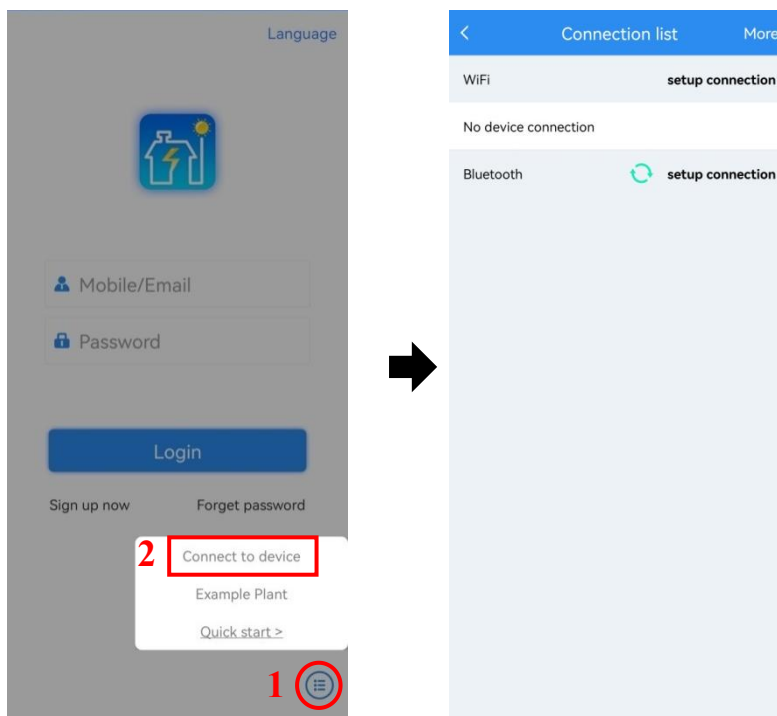 Language
Mobile/Email
Password
Login
Sign up now Forget password
2 Connect to device
Example Plant
Quick start >
1
< Connection list More
WiFi setup connection
No device connection
Bluetooth setup connection